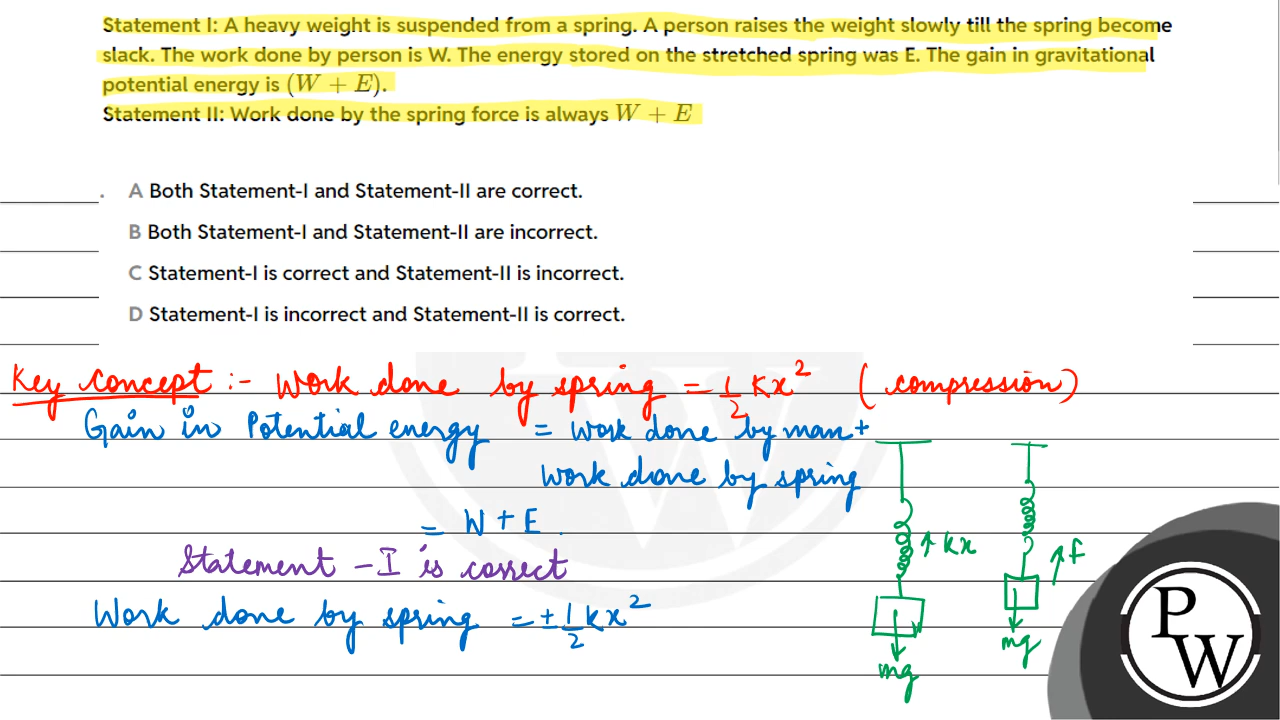 Statement I: A heavy weight is suspended from a spring. A person raises the weight slowly till the spring become
slack. The work done by person is W. The energy stored on the stretched spring was E. The gain in gravitational
potential energy is (W + E).
Statement II: Work done by the spring force is always W + E
A Both Statement-I and Statement-II are correct.
B Both Statement-I and Statement-II are incorrect.
C Statement-I is correct and Statement-II is incorrect.
D Statement-I is incorrect and Statement-II is correct.
Key concept :- Work done by spring = 1/2 Kx² (compression)
Gain in Potential energy = work done by man +
work done by spring
= W + E.
Statement - I is correct
Work done by spring = ± 1/2 kx²
↑ kx
↑ f
mg
mg
P
W